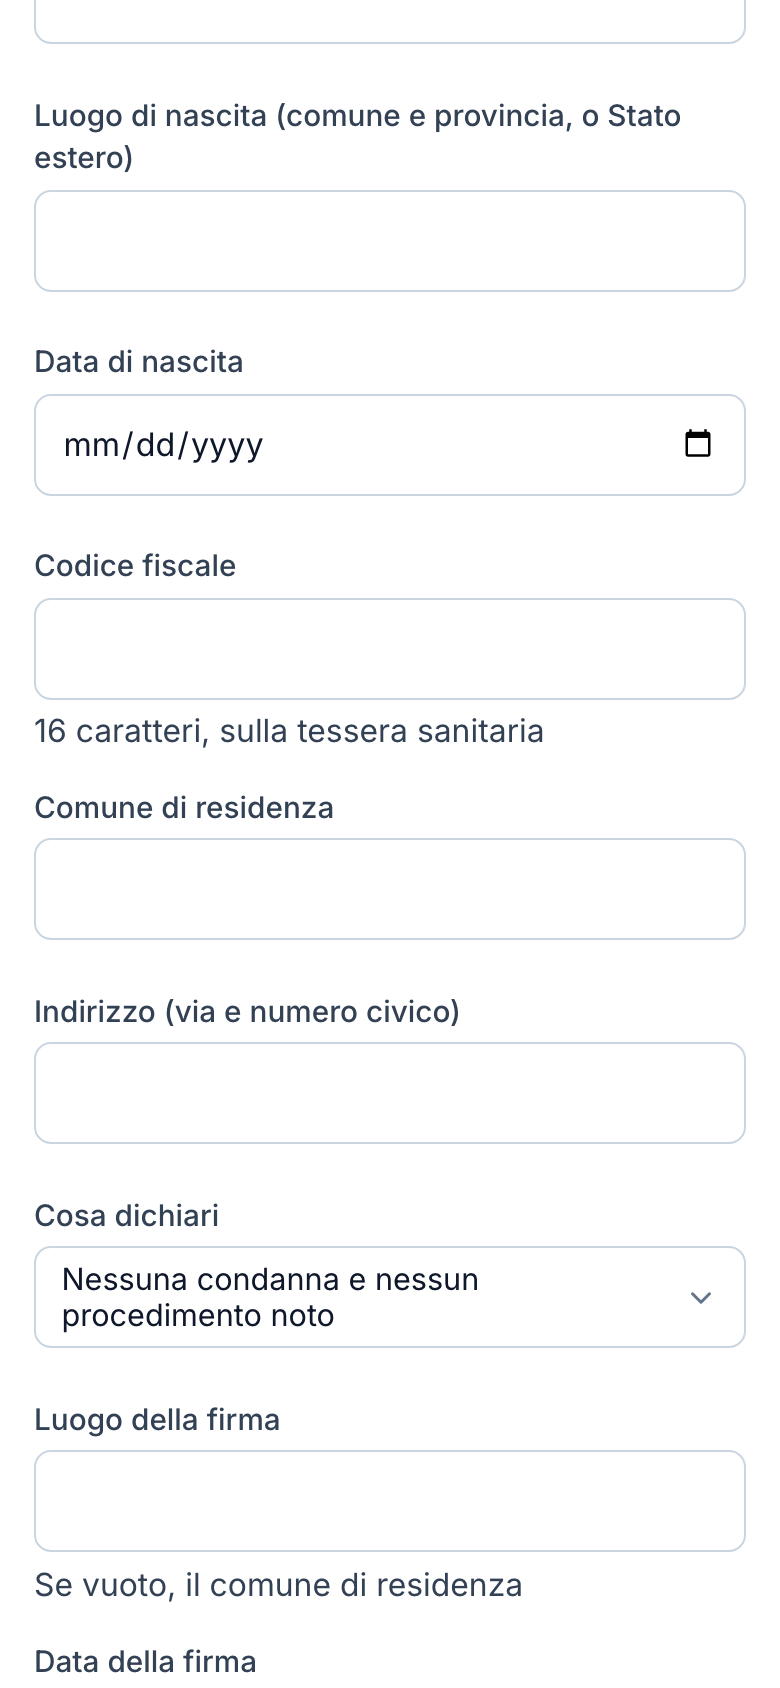 Luogo di nascita (comune e provincia, o Stato
estero)
mm/dd/yyyy
Data di nascita
Codice fiscale
16 caratteri, sulla tessera sanitaria
Comune di residenza
Indirizzo (via e numero civico)
Cosa dichiari
Nessuna condanna e nessun
procedimento noto
Luogo della firma
Se vuoto, il comune di residenza
Data della firma